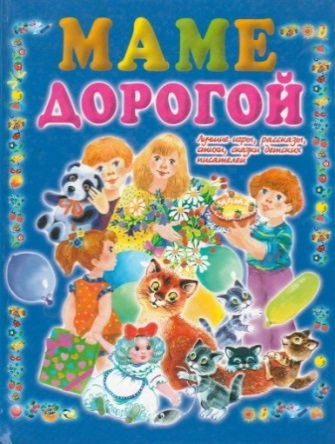 МАМЕ
ДОРОГОЙ
Лучшие игры, рассказы,
стихи, сказки детских
писателей